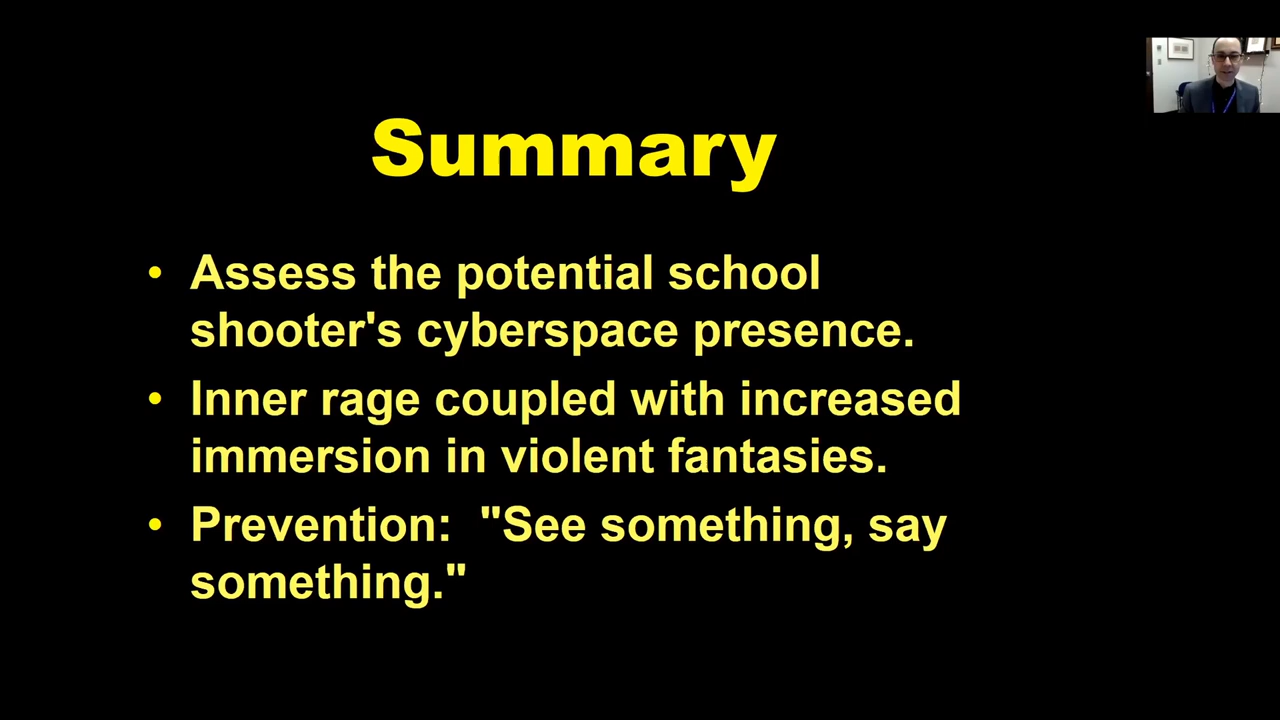 Summary
• Assess the potential school
shooter's cyberspace presence.
• Inner rage coupled with increased
immersion in violent fantasies.
• Prevention:  "See something, say
something."